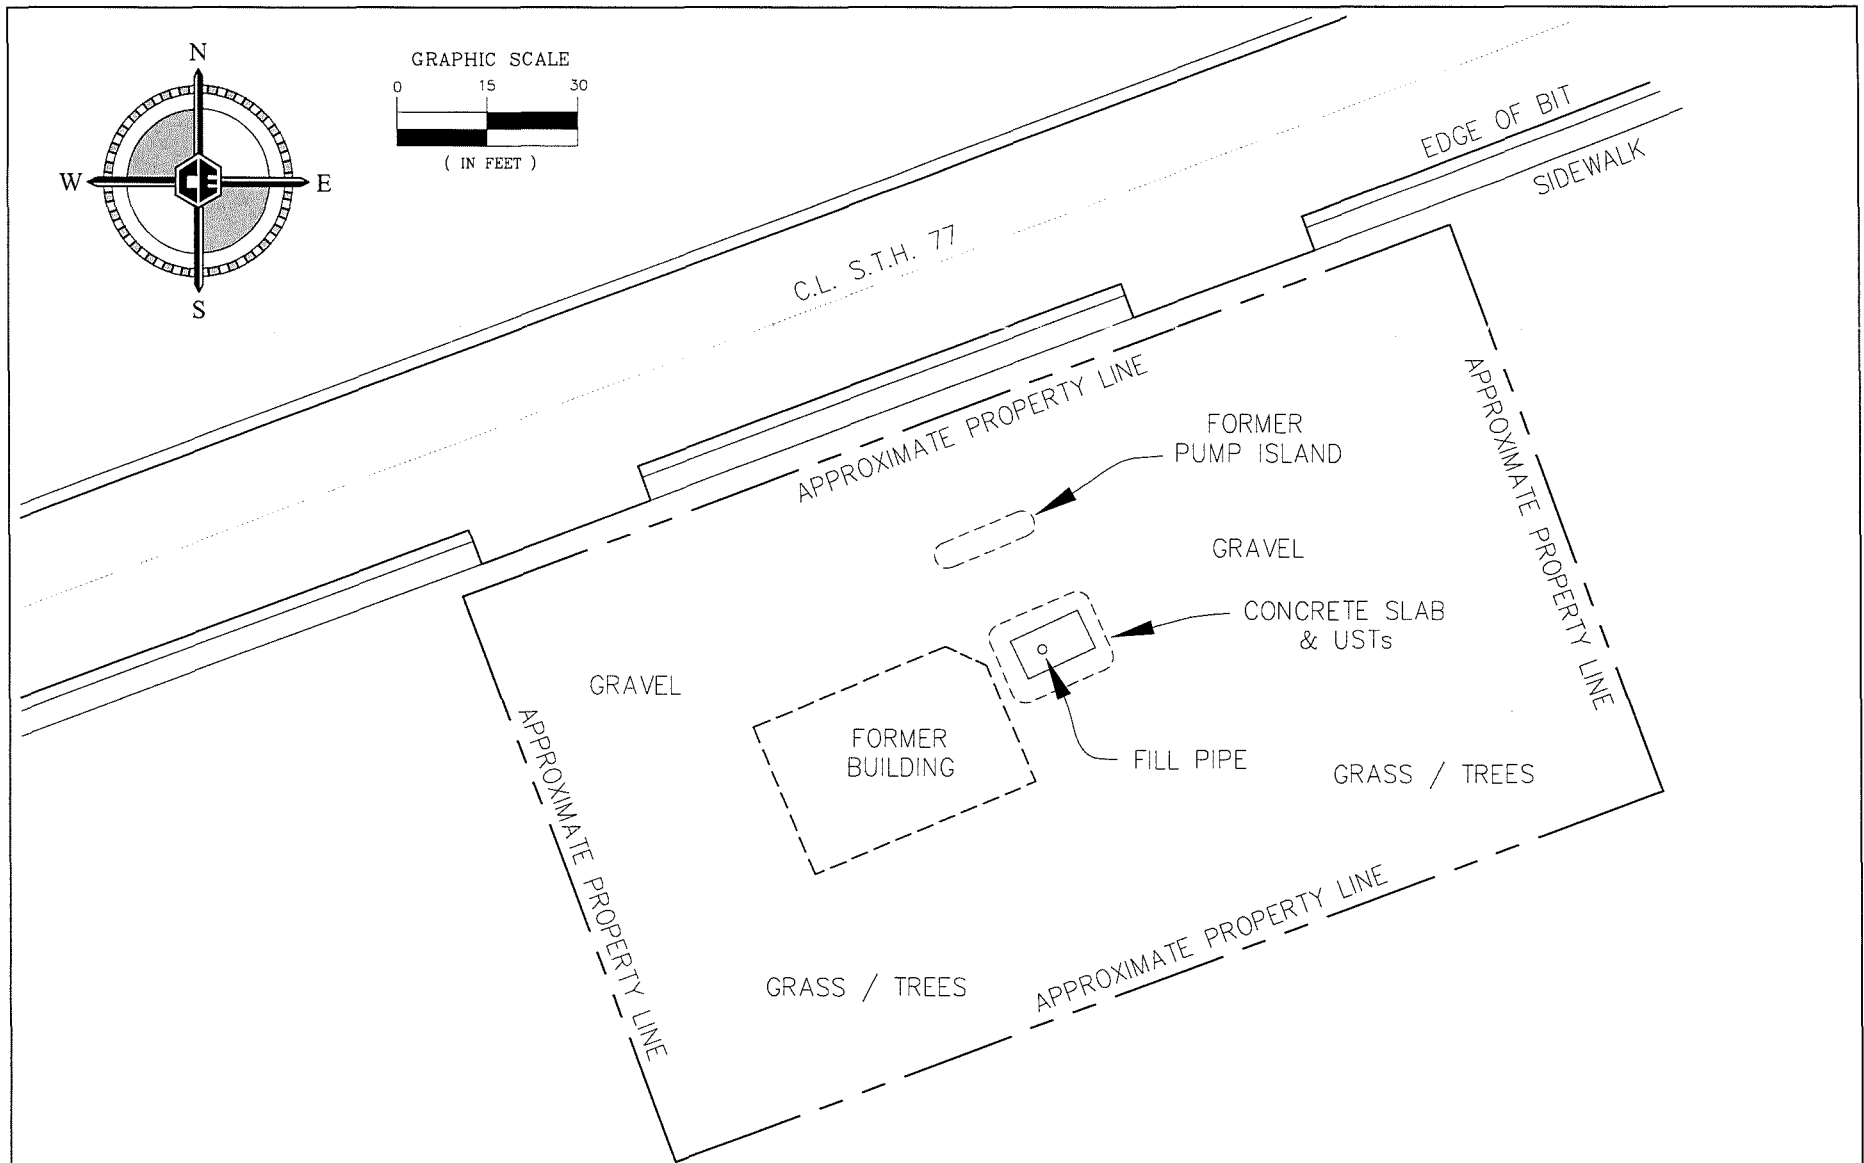 N
W
E
S
GRAPHIC SCALE
0 15 30
( IN FEET )
EDGE OF BIT
SIDEWALK
C.L. S.T.H. 77
APPROXIMATE PROPERTY LINE
APPROXIMATE PROPERTY LINE
FORMER
PUMP ISLAND
GRAVEL
CONCRETE SLAB
& USTs
GRAVEL
FORMER
BUILDING
FILL PIPE
GRASS / TREES
APPROXIMATE PROPERTY LINE
APPROXIMATE PROPERTY LINE
GRASS / TREES
CE